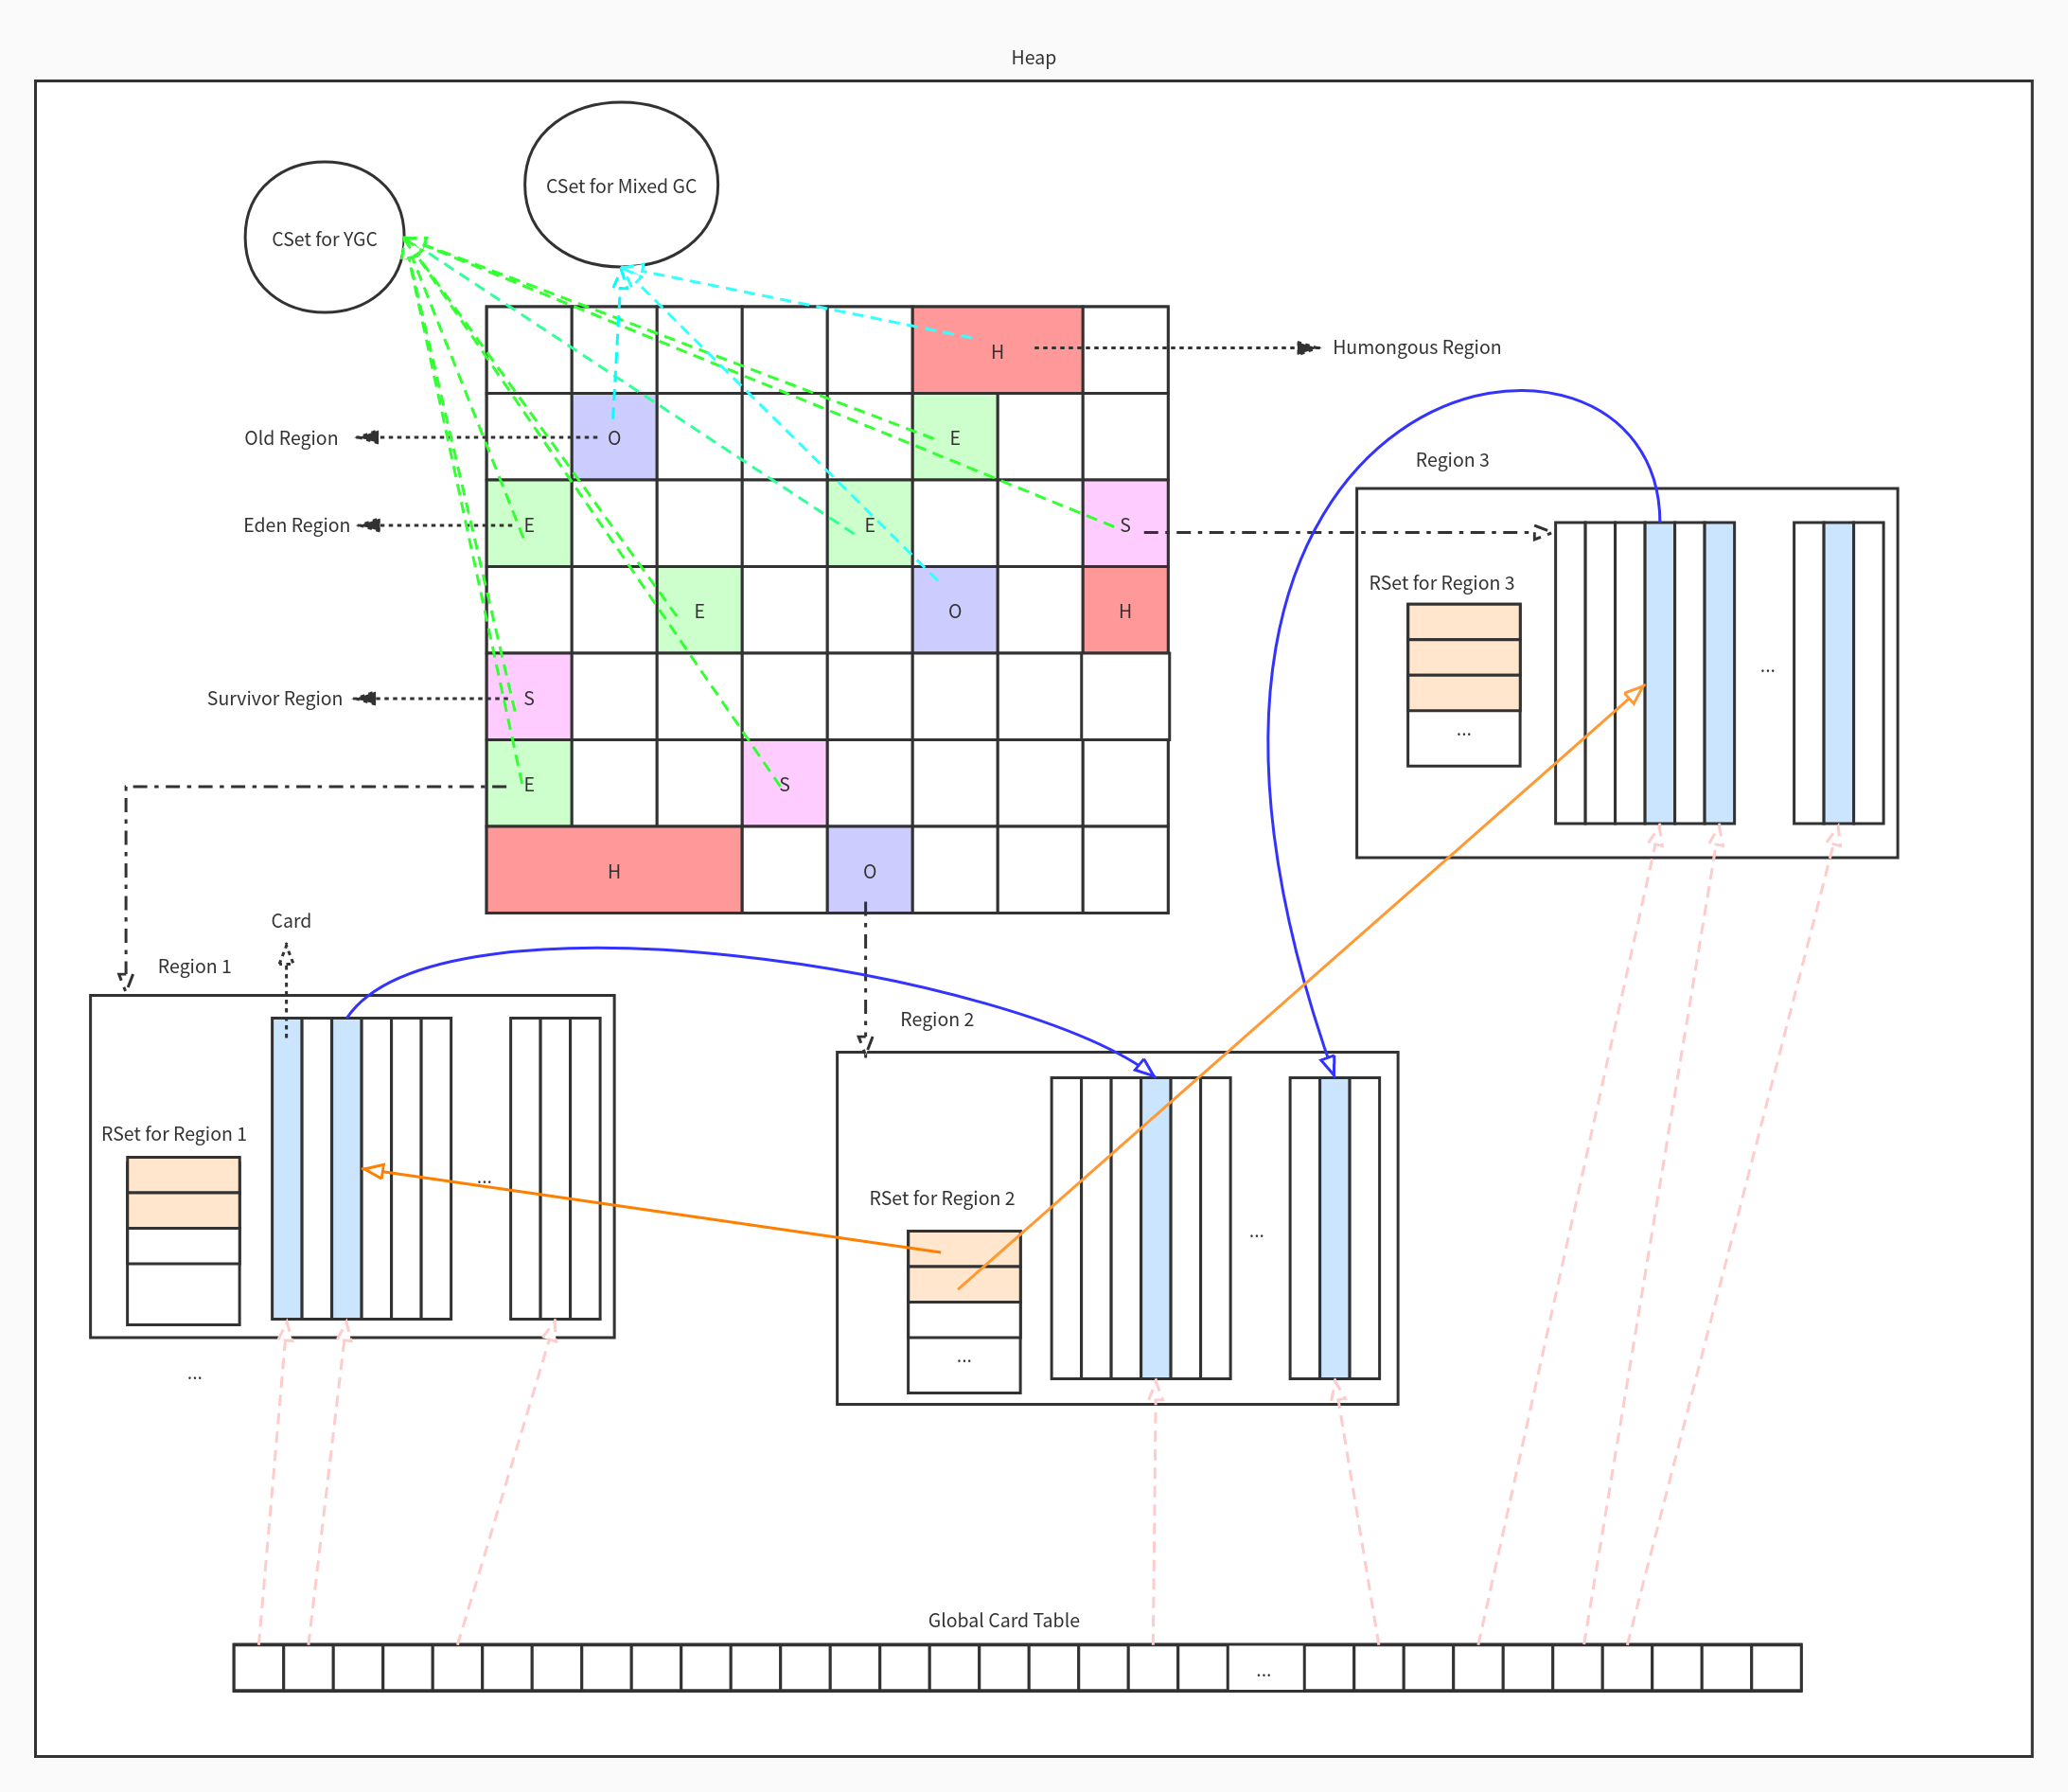 Heap
CSet for Mixed GC
CSet for YGC
H
Humongous Region
Old Region
O
E
Region 3
Eden Region
E
E
S
RSet for Region 3
E
O
H
...
...
Survivor Region
S
E
S
H
O
Card
Region 1
Region 2
RSet for Region 1
...
RSet for Region 2
...
...
...
Global Card Table
...